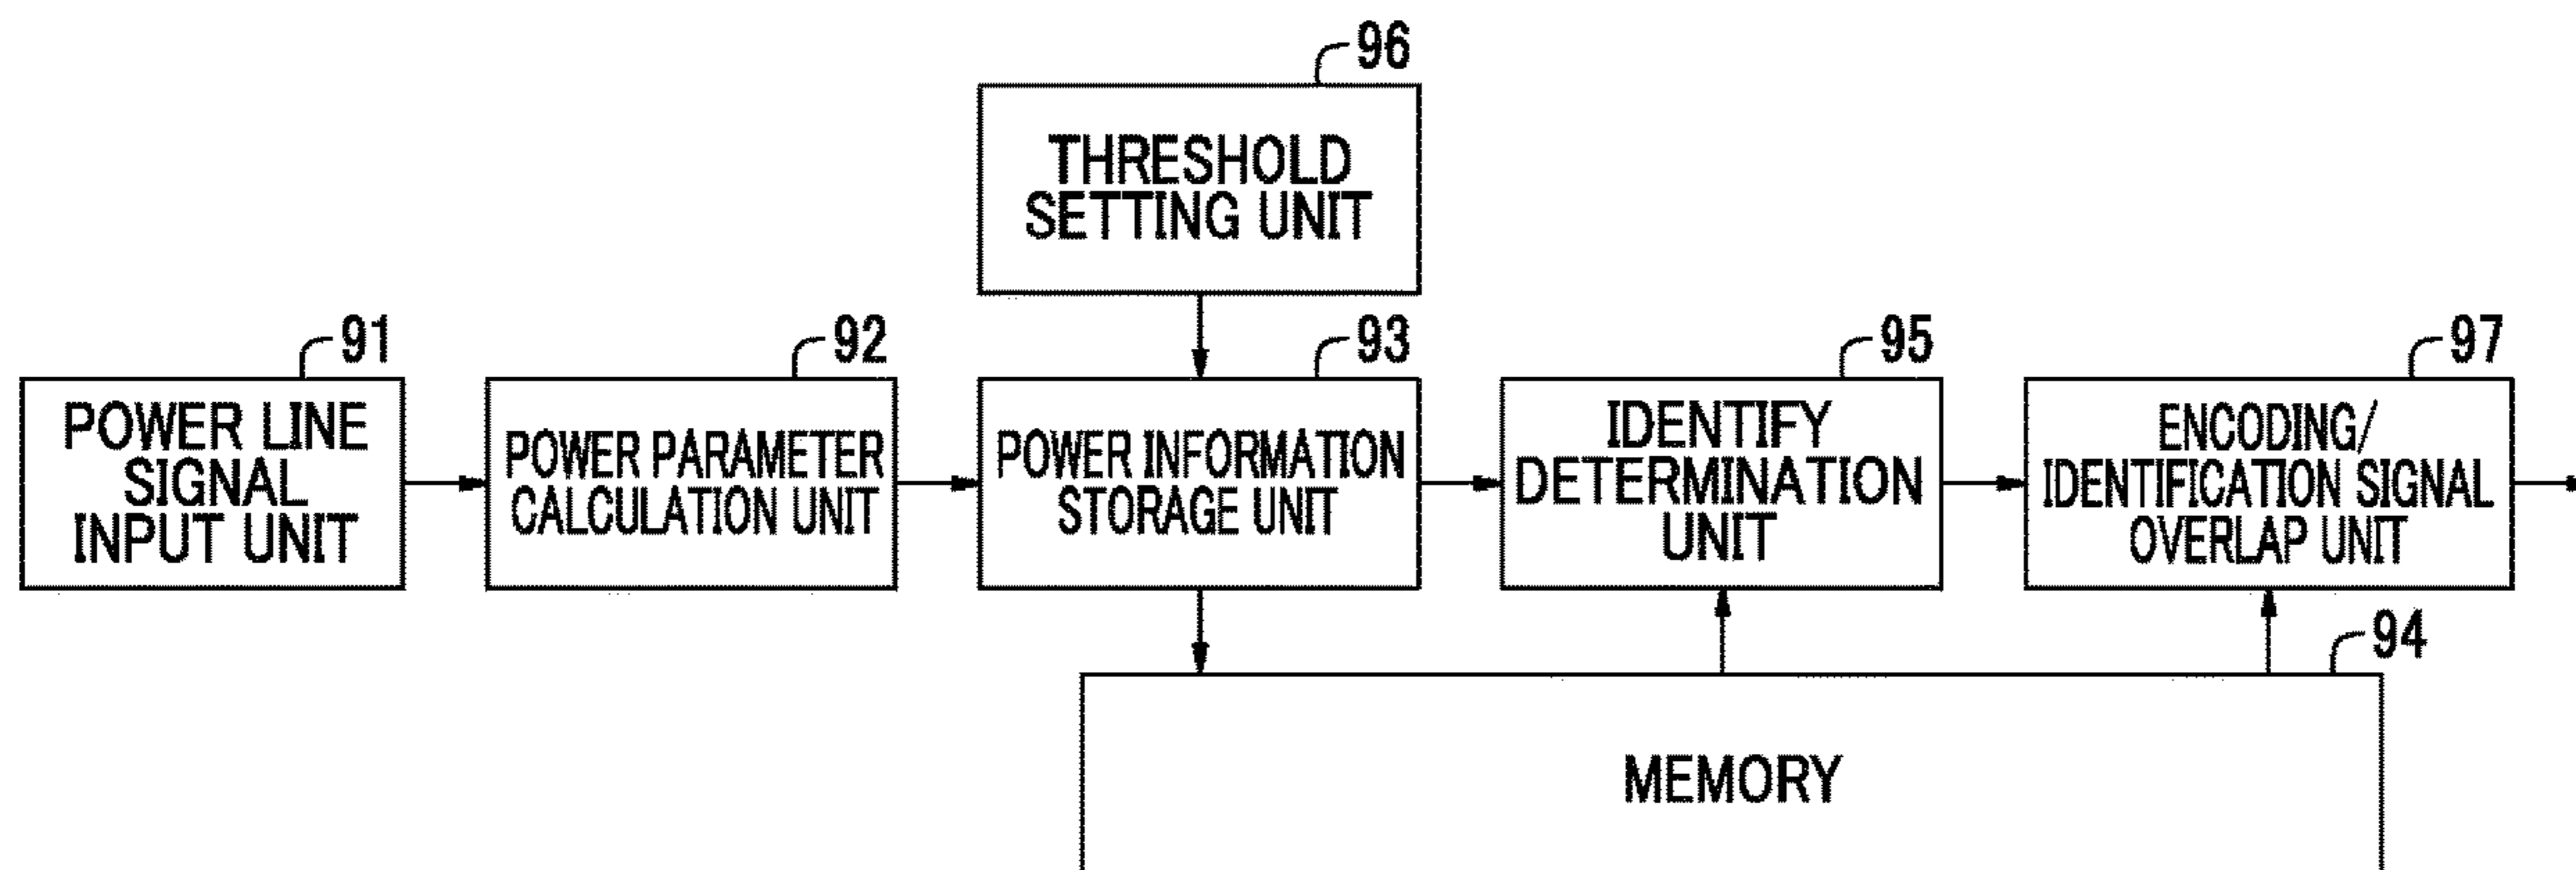 96
THRESHOLD
SETTING UNIT
91
POWER LINE
SIGNAL
INPUT UNIT
92
POWER PARAMETER
CALCULATION UNIT
93
POWER INFORMATION
STORAGE UNIT
95
IDENTIFY
DETERMINATION
UNIT
97
ENCODING/
IDENTIFICATION SIGNAL
OVERLAP UNIT
94
MEMORY